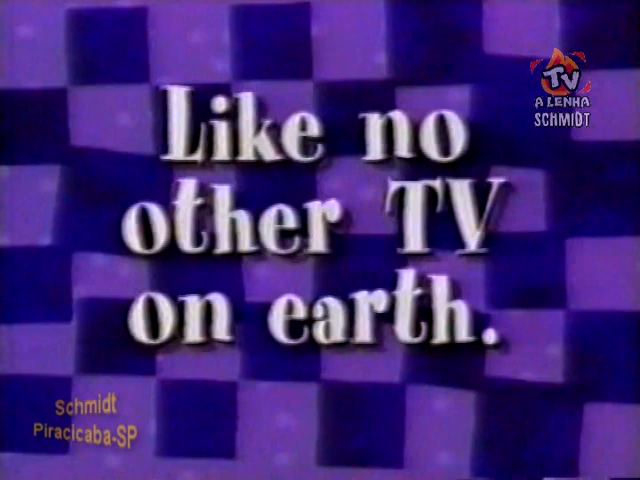 TV
A LENHA
SCHMIDT
Like no
other TV
on earth.
Schmidt
Piracicaba-SP